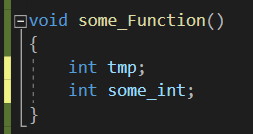 void some_Function()
{
int tmp;
int some_int;
}